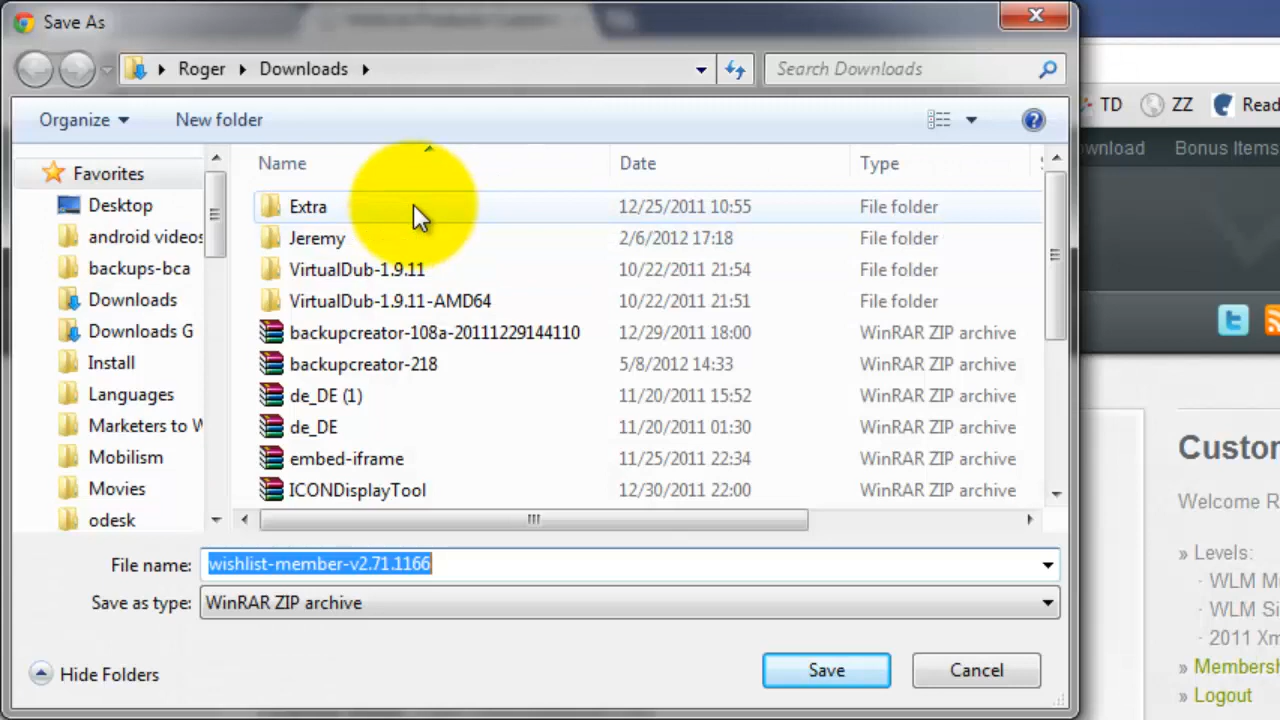 Save As
Roger Downloads
Search Downloads
Organize
New folder
TD ZZ Read
Name Date Type
wnload Bonus Items
Favorites
Desktop
android videos
backups-bca
Downloads
Downloads G
Install
Languages
Marketers to W
Mobilism
Movies
odesk
Extra 12/25/2011 10:55 File folder
Jeremy 2/6/2012 17:18 File folder
VirtualDub-1.9.11 10/22/2011 21:54 File folder
VirtualDub-1.9.11-AMD64 10/22/2011 21:51 File folder
backupcreator-108a-20111229144110 12/29/2011 18:00 WinRAR ZIP archive
backupcreator-218 5/8/2012 14:33 WinRAR ZIP archive
de_DE (1) 11/20/2011 15:52 WinRAR ZIP archive
de_DE 11/20/2011 01:30 WinRAR ZIP archive
embed-iframe 11/25/2011 22:34 WinRAR ZIP archive
ICONDisplayTool 12/30/2011 22:00 WinRAR ZIP archive
File name: wishlist-member-v2.71.1166
Save as type: WinRAR ZIP archive
Hide Folders
Save
Cancel
Custo
Welcome R
» Levels:
· WLM M
· WLM Si
· 2011 Xm
» Membersh
» Logout